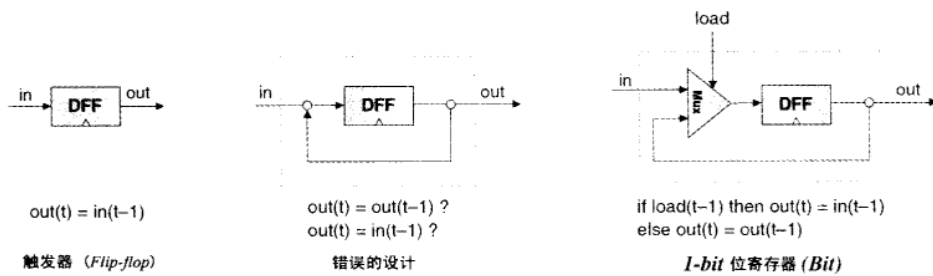 in
DFF
out
out(t) = in(t–1)
触发器 (Flip-flop)
in
DFF
out
out(t) = out(t–1) ?
out(t) = in(t–1) ?
错误的设计
load
in
Mux
DFF
out
if load(t–1) then out(t) = in(t–1)
else out(t) = out(t–1)
1-bit 位寄存器 (Bit)